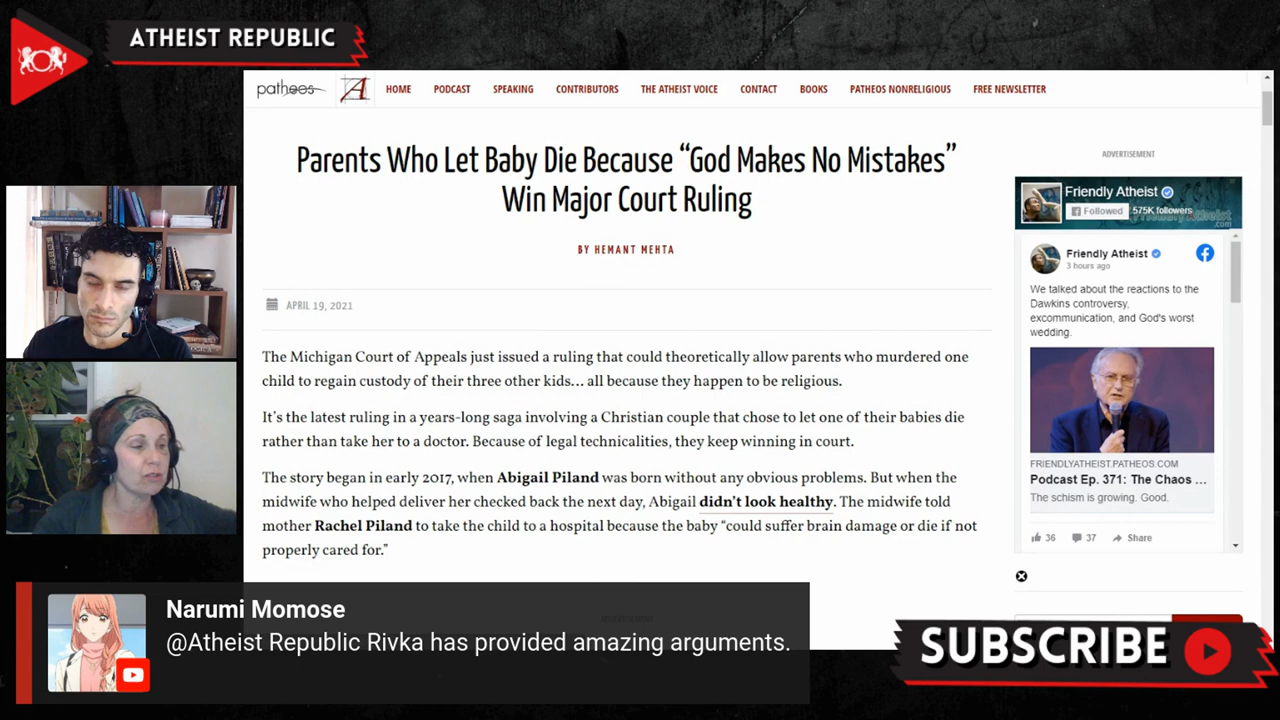 ATHEIST REPUBLIC
patheos
HOME PODCAST SPEAKING CONTRIBUTORS THE ATHEIST VOICE CONTACT BOOKS PATHEOS NONRELIGIOUS FREE NEWSLETTER
Parents Who Let Baby Die Because “God Makes No Mistakes”
Win Major Court Ruling
BY HEMANT MEHTA
APRIL 19, 2021
The Michigan Court of Appeals just issued a ruling that could theoretically allow parents who murdered one
child to regain custody of their three other kids… all because they happen to be religious.
It’s the latest ruling in a years-long saga involving a Christian couple that chose to let one of their babies die
rather than take her to a doctor. Because of legal technicalities, they keep winning in court.
The story began in early 2017, when Abigail Piland was born without any obvious problems. But when the
midwife who helped deliver her checked back the next day, Abigail didn’t look healthy. The midwife told
mother Rachel Piland to take the child to a hospital because the baby “could suffer brain damage or die if not
properly cared for.”
ADVERTISEMENT
Friendly Atheist
Followed 575K followers
Friendly Atheist
3 hours ago
We talked about the reactions to the
Dawkins controversy,
excommunication, and God's worst
wedding.
FRIENDLYATHEIST.PATHEOS.COM
Podcast Ep. 371: The Chaos ...
The schism is growing. Good.
36 37 Share
Narumi Momose
@Atheist Republic Rivka has provided amazing arguments.
SUBSCRIBE